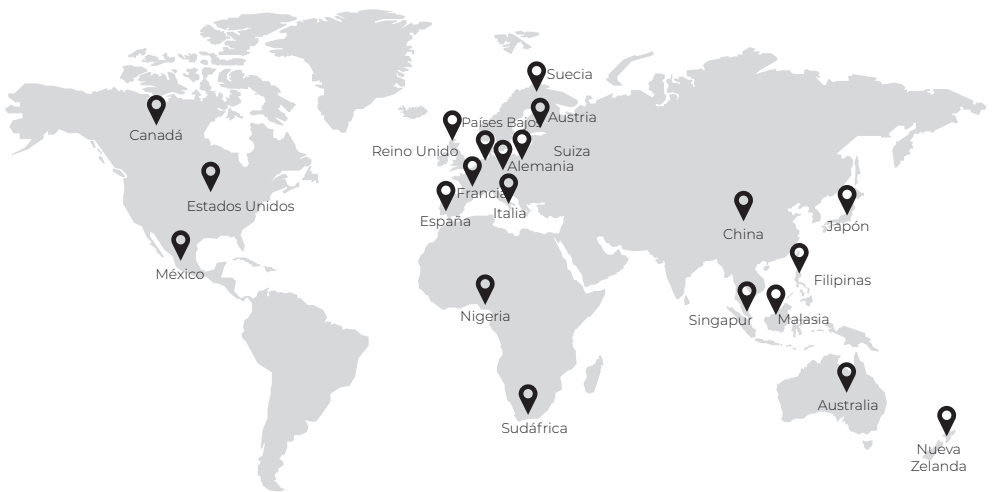 Suecia
Países Bajos
Austria
Canadá
Reino Unido
Suiza
Alemania
Francia
Estados Unidos
Italia
España
Japón
China
México
Filipinas
Nigeria
Singapur
Malasia
Australia
Sudáfrica
Nueva
Zelanda